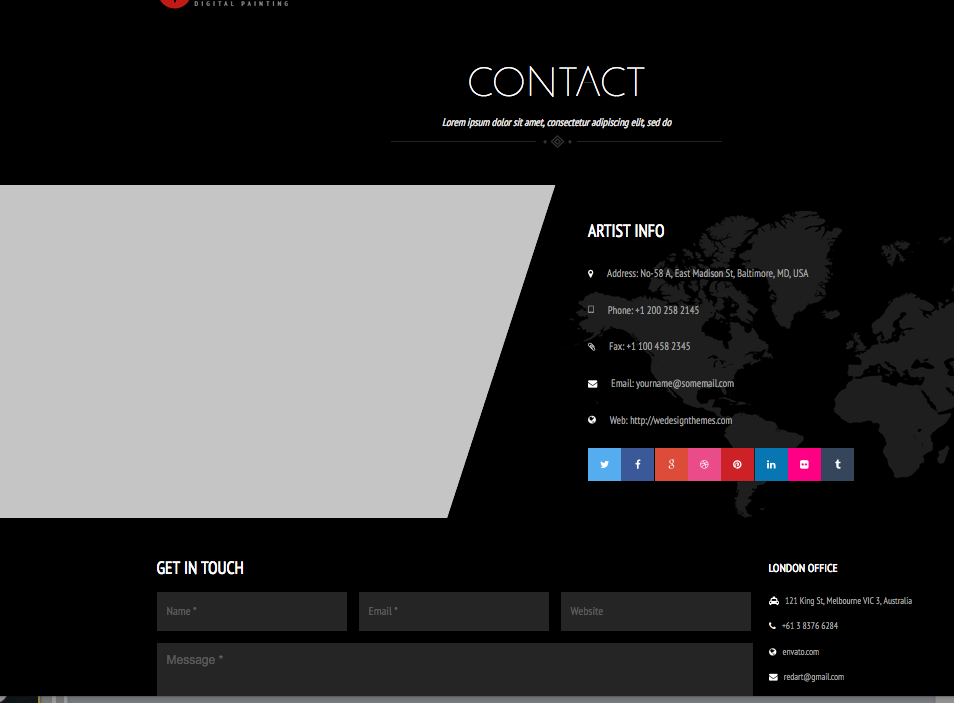 DIGITAL PAINTING
CONTACT
Lorem ipsum dolor sit amet, consectetur adipiscing elit, sed do
ARTIST INFO
Address: No-58 A, East Madison St, Baltimore, MD, USA
Phone: +1 200 258 2145
Fax: +1 100 458 2345
Email: yourname@somemail.com
Web: http://wedesignthemes.com
GET IN TOUCH
Name *
Email *
Website
Message *
LONDON OFFICE
121 King St, Melbourne VIC 3, Australia
+61 3 8376 6284
envato.com
redart@gmail.com